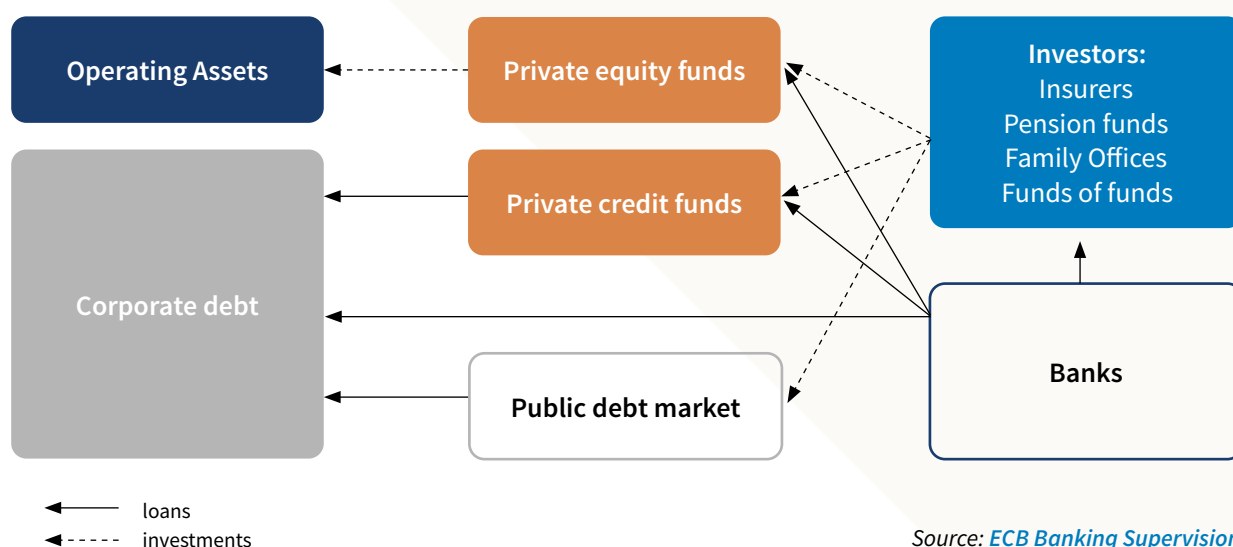 Operating Assets
Private equity funds
Investors:
Insurers
Pension funds
Family Offices
Funds of funds
Private credit funds
Corporate debt
Banks
Public debt market
loans
investments
Source: ECB Banking Supervision